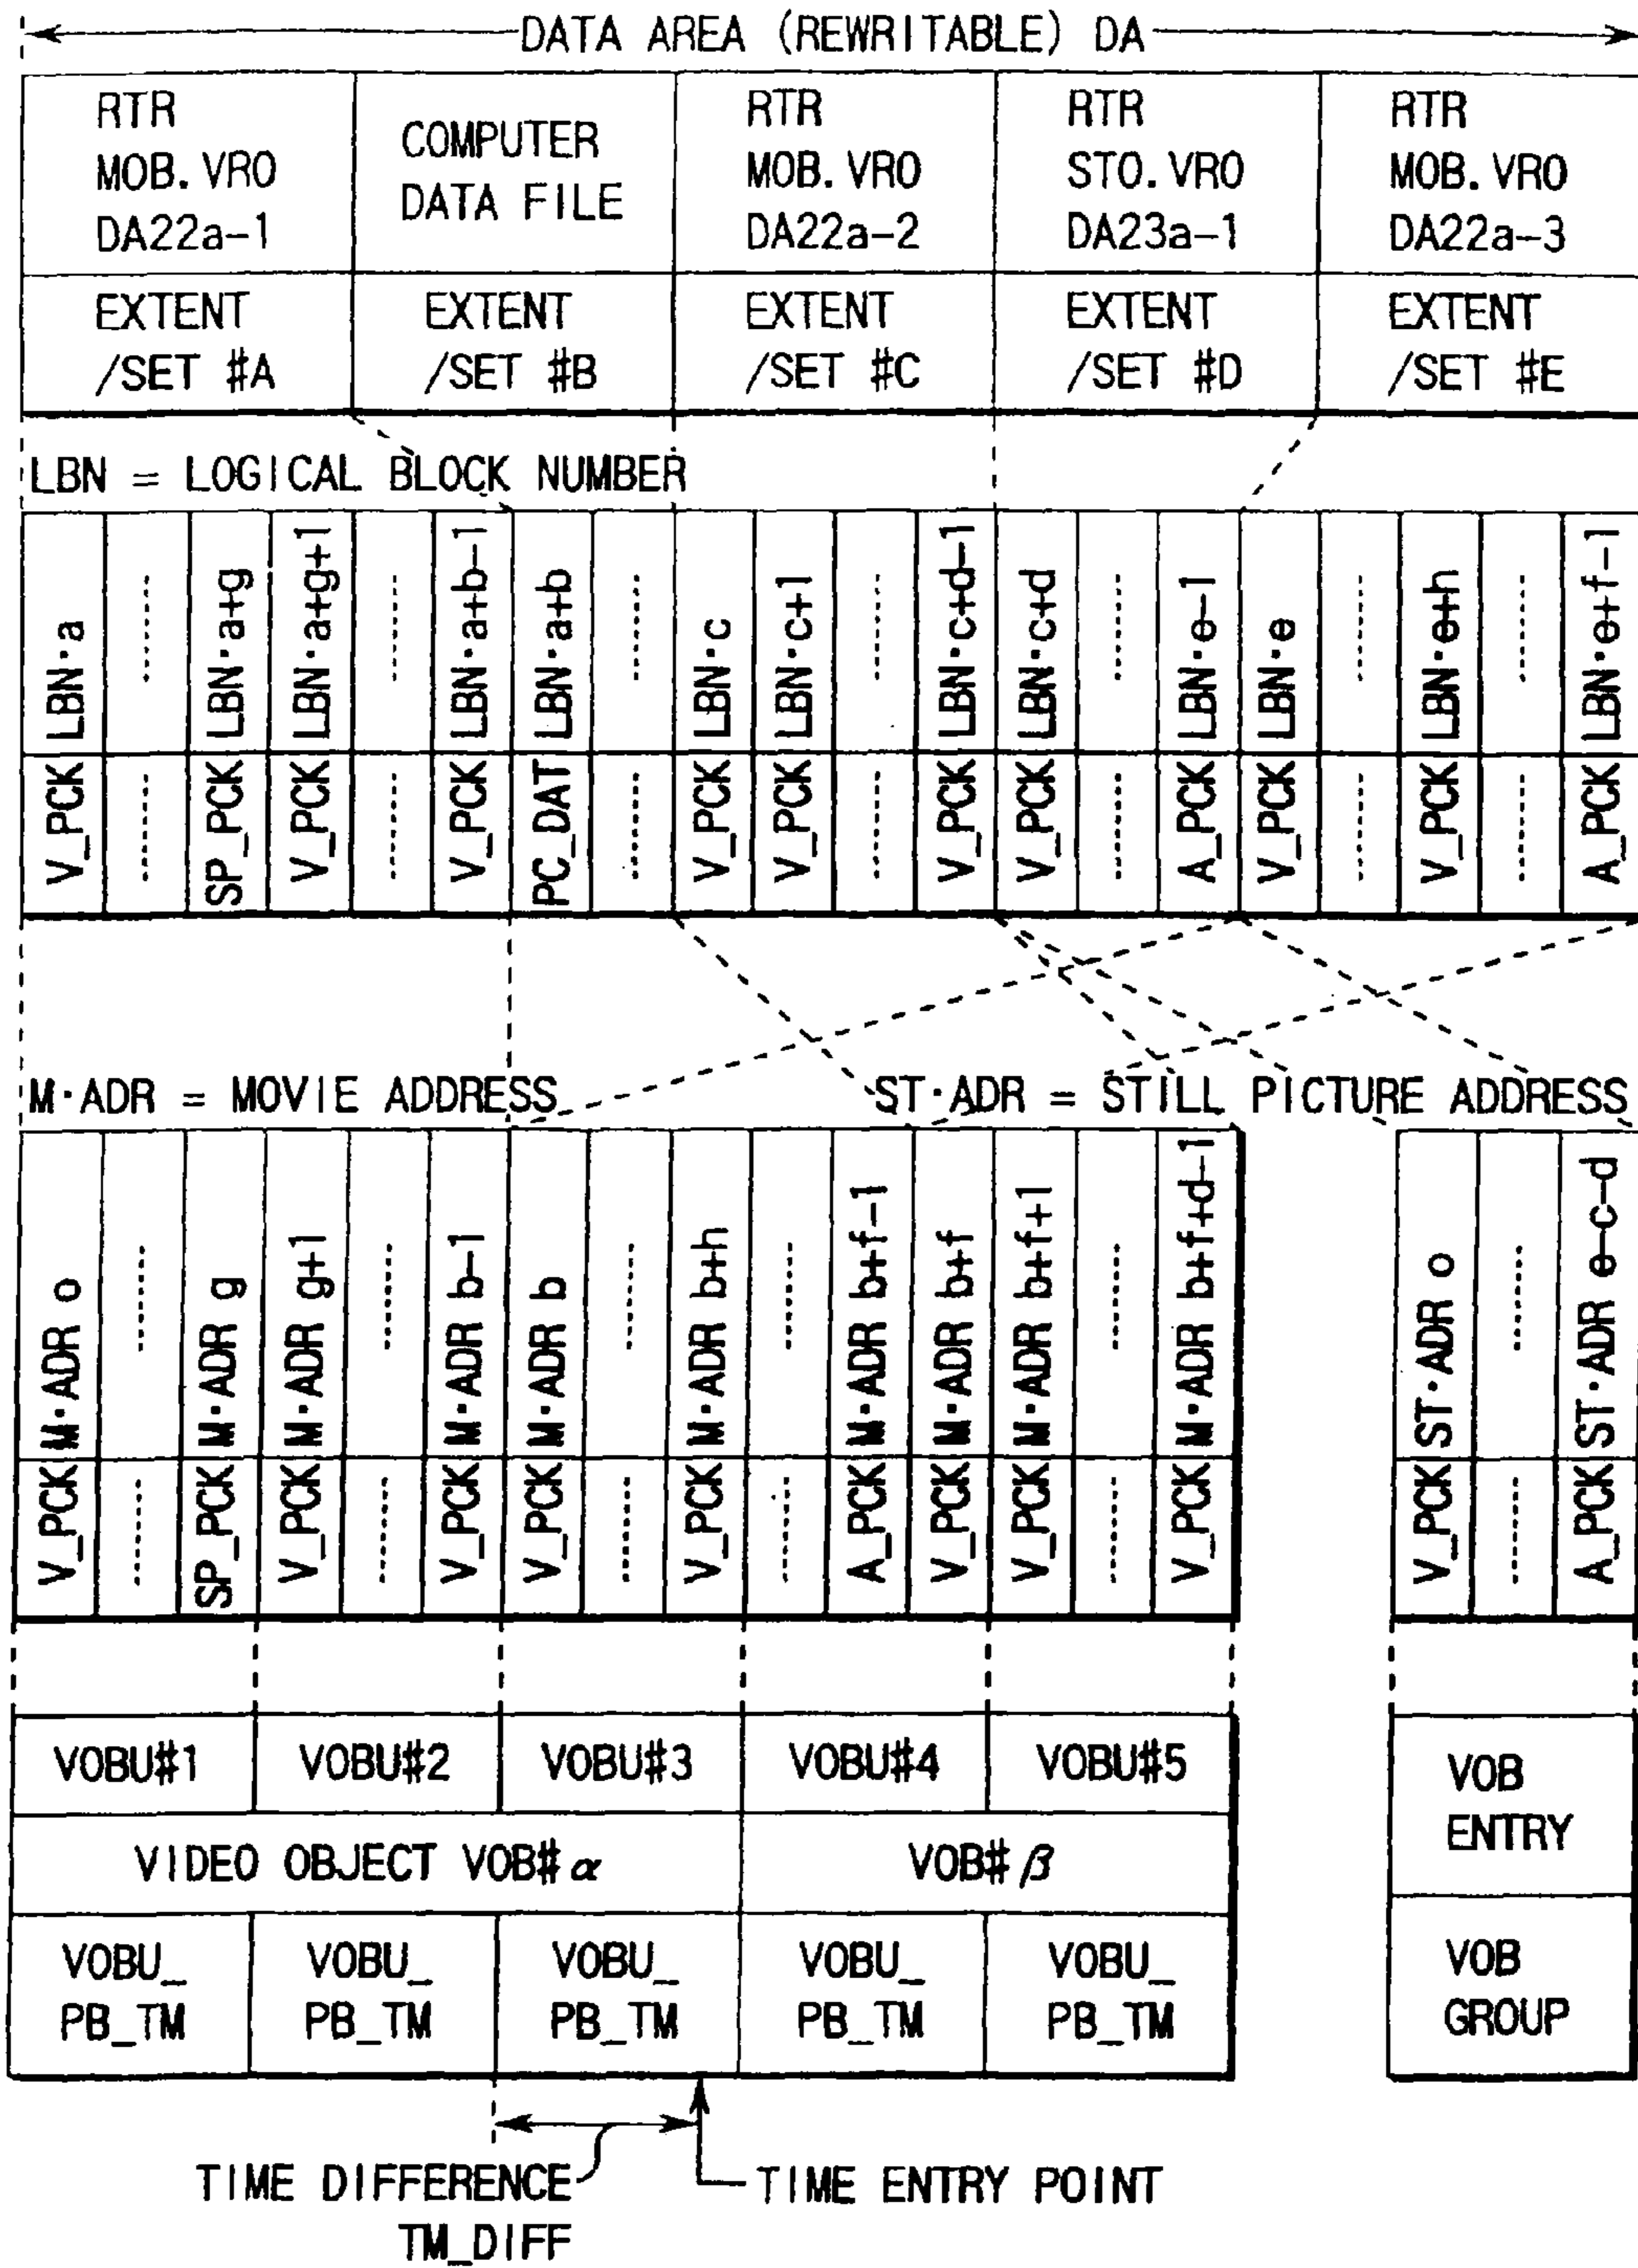 DATA AREA (REWRITABLE) DA
RTR
MOB. VRO
DA22a-1
COMPUTER
DATA FILE
RTR
MOB. VRO
DA22a-2
RTR
STO. VRO
DA23a-1
RTR
MOB. VRO
DA22a-3
EXTENT
/SET #A
EXTENT
/SET #B
EXTENT
/SET #C
EXTENT
/SET #D
EXTENT
/SET #E
LBN = LOGICAL BLOCK NUMBER
LBN·a
LBN·a+g
LBN·a+g+1
LBN·a+b-1
LBN·a+b
LBN·c
LBN·c+1
LBN·c+d-1
LBN·c+d
LBN·e-1
LBN·e
LBN·e+h
LBN·e+f-1
V_PCK
SP_PCK
V_PCK
V_PCK
PC_DAT
V_PCK
V_PCK
V_PCK
V_PCK
A_PCK
V_PCK
V_PCK
A_PCK
M·ADR = MOVIE ADDRESS
ST·ADR = STILL PICTURE ADDRESS
M·ADR o
M·ADR g
M·ADR g+1
M·ADR b-1
M·ADR b
M·ADR b+h
M·ADR b+f-1
M·ADR b+f
M·ADR b+f+1
M·ADR b+f+d-1
ST·ADR o
ST·ADR e-c-d
V_PCK
SP_PCK
V_PCK
V_PCK
V_PCK
V_PCK
A_PCK
V_PCK
V_PCK
V_PCK
V_PCK
A_PCK
VOBU#1
VOBU#2
VOBU#3
VOBU#4
VOBU#5
VOB
ENTRY
VIDEO OBJECT VOB# α
VOB# β
VOBU_
PB_TM
VOBU_
PB_TM
VOBU_
PB_TM
VOBU_
PB_TM
VOBU_
PB_TM
VOB
GROUP
TIME DIFFERENCE
TM_DIFF
TIME ENTRY POINT